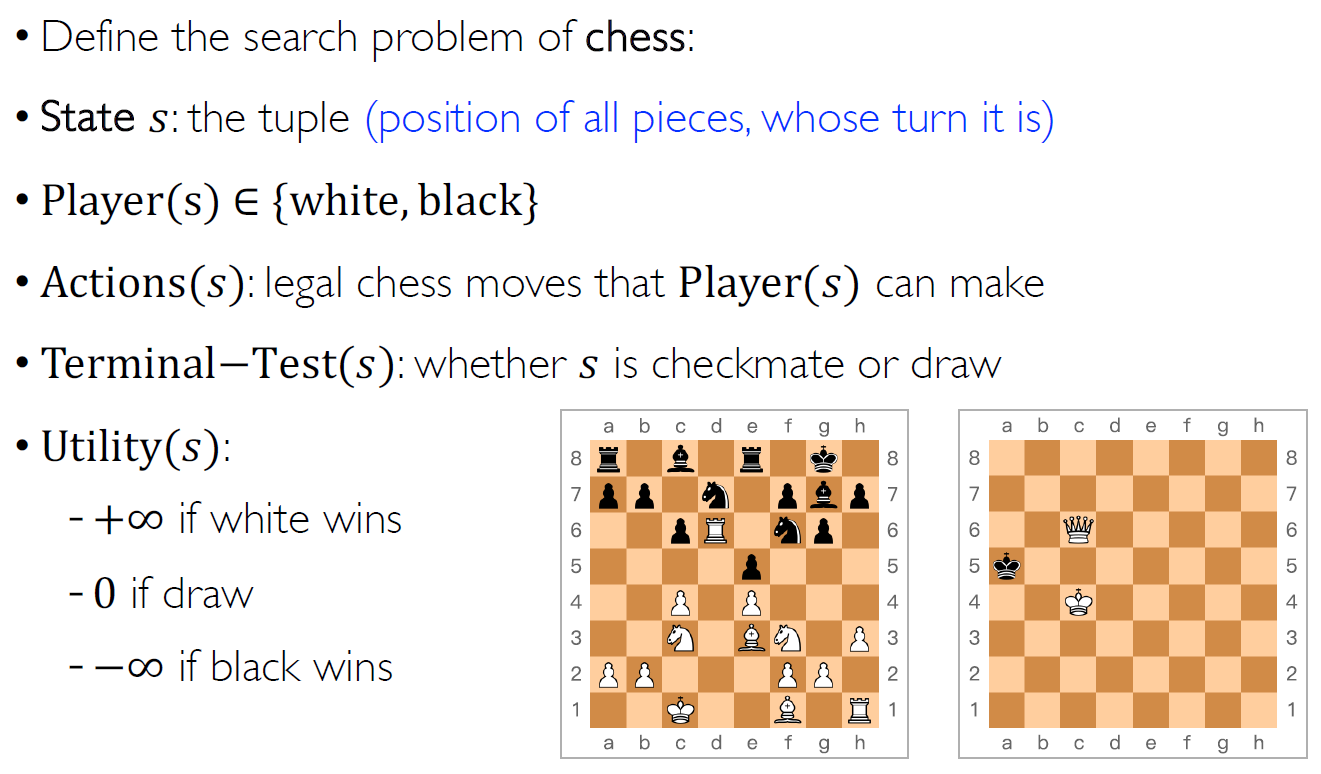 • Define the search problem of chess:
• State s: the tuple (position of all pieces, whose turn it is)
• Player(s) ∈ {white, black}
• Actions(s): legal chess moves that Player(s) can make
• Terminal−Test(s): whether s is checkmate or draw
• Utility(s):
- +∞ if white wins
- 0 if draw
- −∞ if black wins
a b c d e f g h
8 8
7 7
6 6
5 5
4 4
3 3
2 2
1 1
a b c d e f g h
a b c d e f g h
8 8
7 7
6 6
5 5
4 4
3 3
2 2
1 1
a b c d e f g h